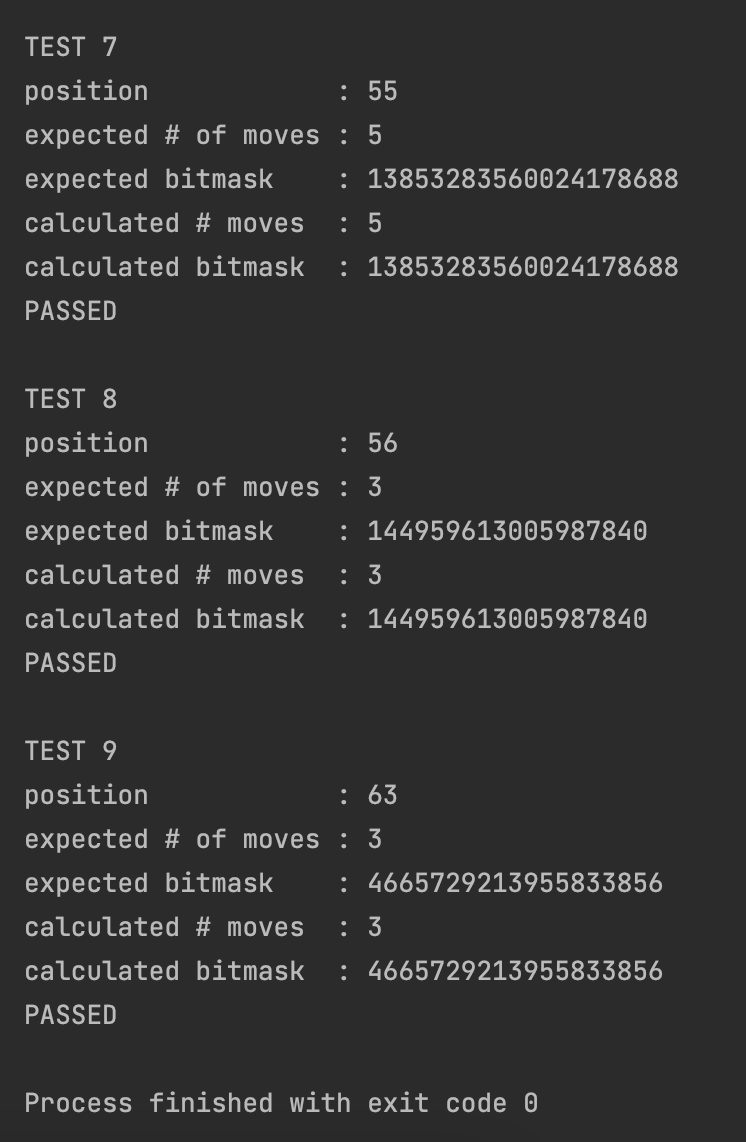 TEST 7
position : 55
expected # of moves : 5
expected bitmask : 13853283560024178688
calculated # moves : 5
calculated bitmask : 13853283560024178688
PASSED
TEST 8
position : 56
expected # of moves : 3
expected bitmask : 144959613005987840
calculated # moves : 3
calculated bitmask : 144959613005987840
PASSED
TEST 9
position : 63
expected # of moves : 3
expected bitmask : 4665729213955833856
calculated # moves : 3
calculated bitmask : 4665729213955833856
PASSED
Process finished with exit code 0